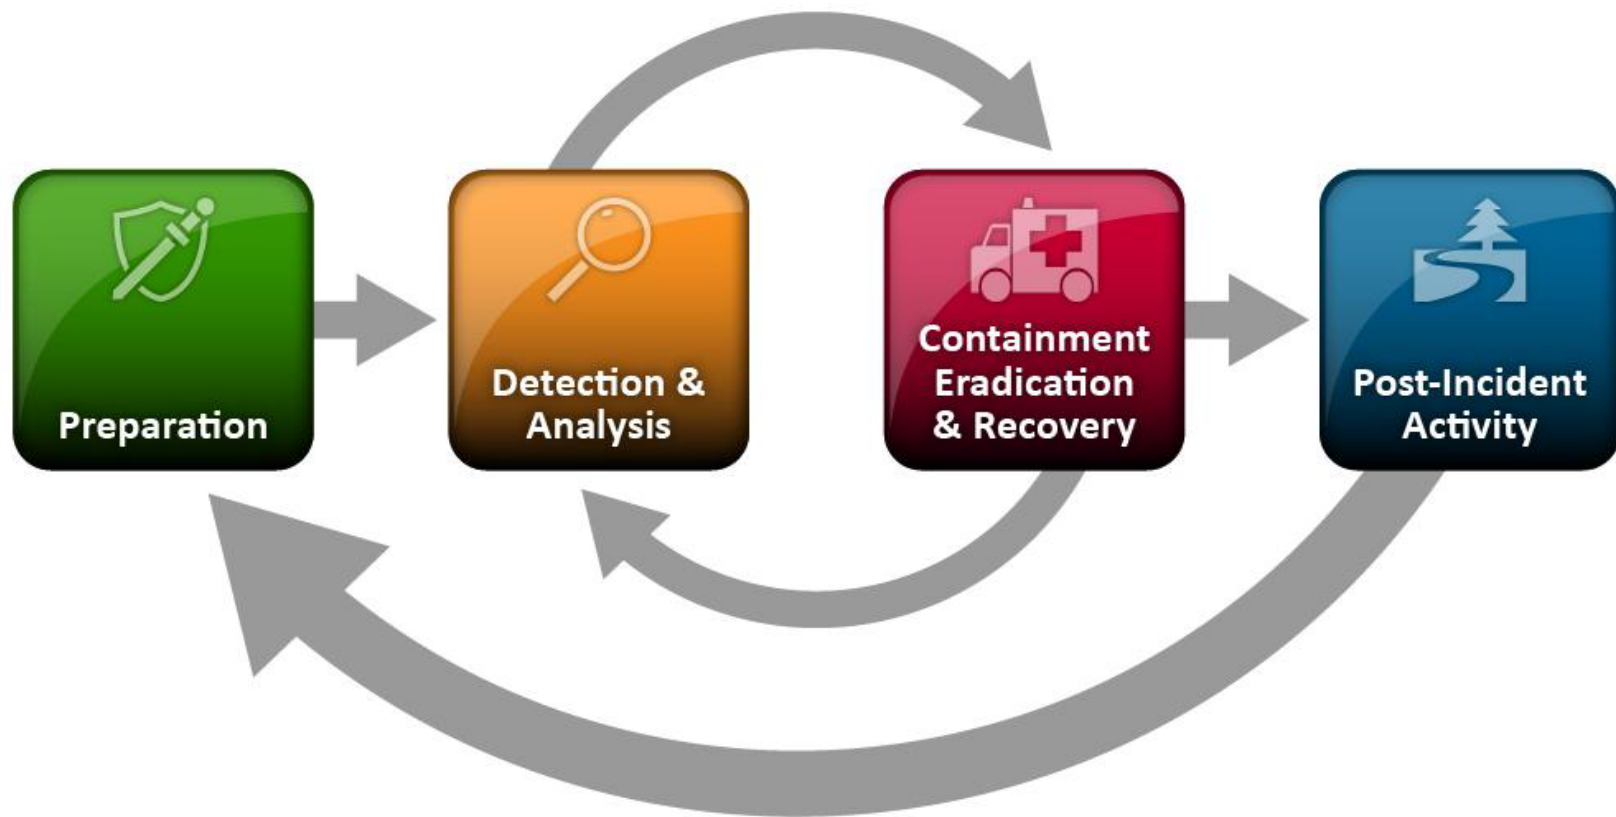 Preparation
Detection &
Analysis
Containment
Eradication
& Recovery
Post-Incident
Activity